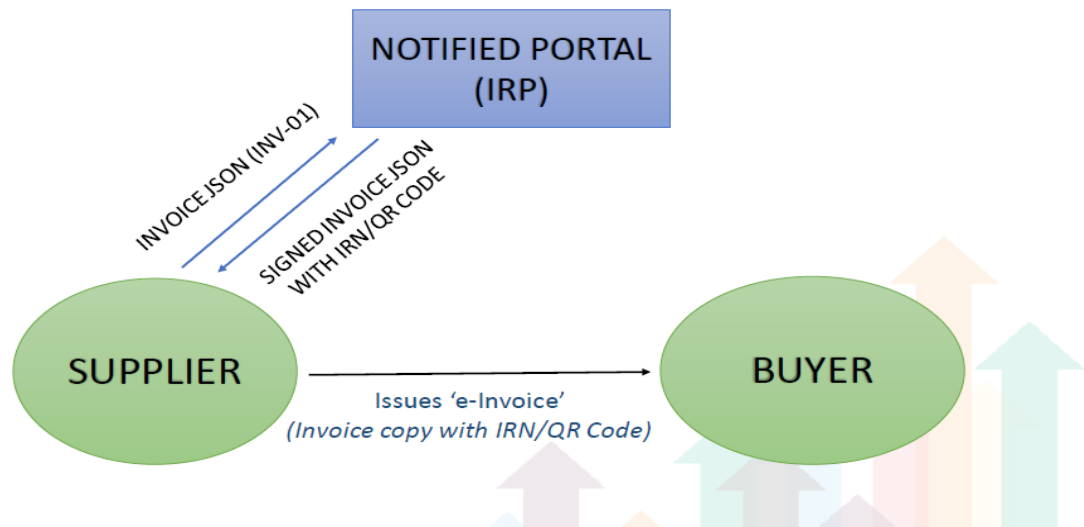 NOTIFIED PORTAL
(IRP)
INVOICE JSON (INV-01)
SIGNED INVOICE JSON
WITH IRN/QR CODE
SUPPLIER
BUYER
Issues ‘e-Invoice’
(Invoice copy with IRN/QR Code)